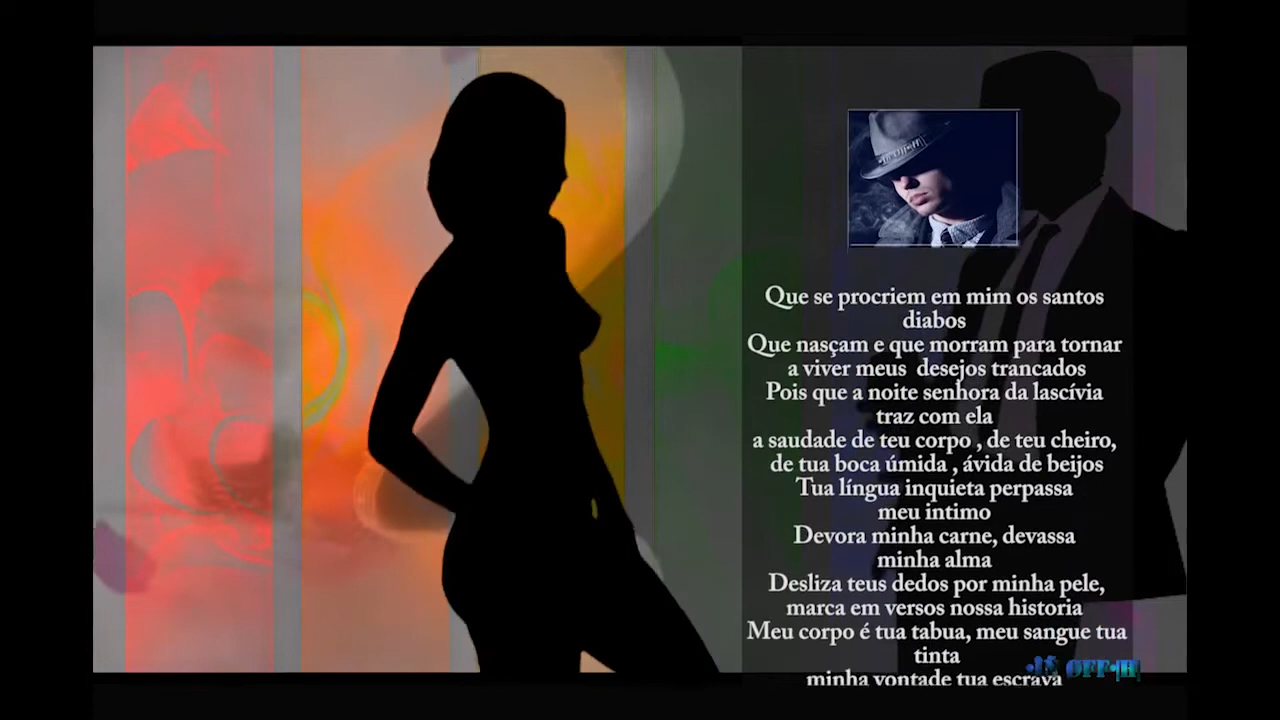 Que se procriem em mim os santos
diabos
Que nasçam e que morram para tornar
a viver meus  desejos trancados
Pois que a noite senhora da lascívia
traz com ela
a saudade de teu corpo , de teu cheiro,
de tua boca úmida , ávida de beijos
Tua língua inquieta perpassa
meu intimo
Devora minha carne, devassa
minha alma
Desliza teus dedos por minha pele,
marca em versos nossa historia
Meu corpo é tua tabua, meu sangue tua
tinta
minha vontade tua escrava